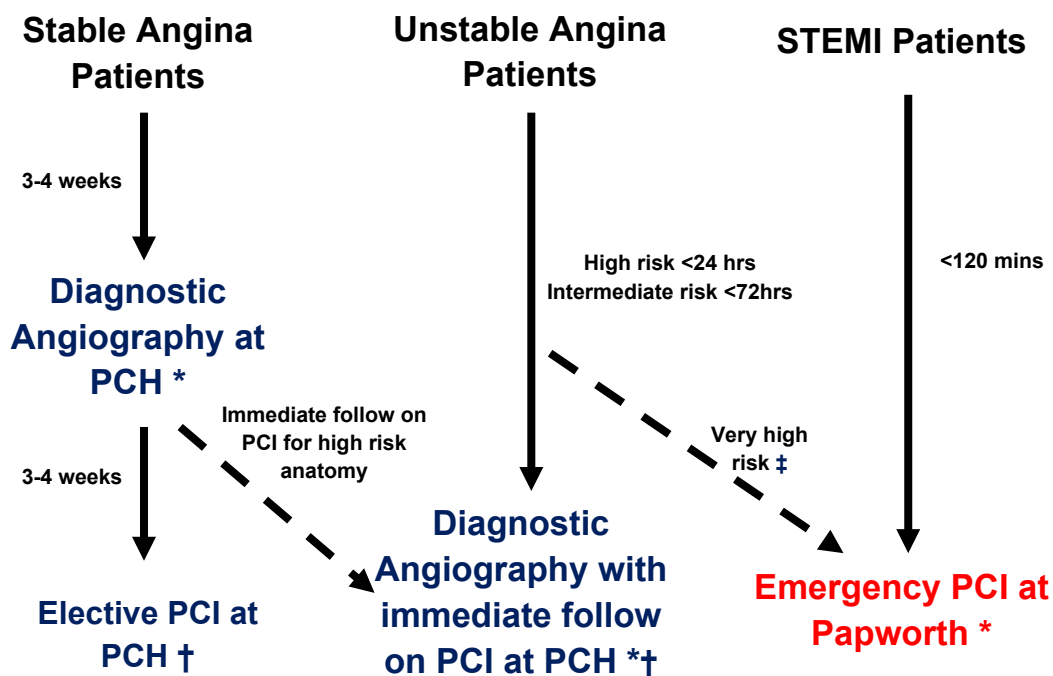 Stable Angina
Patients
3-4 weeks
Diagnostic
Angiography at
PCH *
Immediate follow on
PCI for high risk
anatomy
3-4 weeks
Elective PCI at
PCH †
Unstable Angina
Patients
High risk <24 hrs
Intermediate risk <72hrs
Very high
risk ‡
Diagnostic
Angiography with
immediate follow
on PCI at PCH *†
STEMI Patients
<120 mins
Emergency PCI at
Papworth *